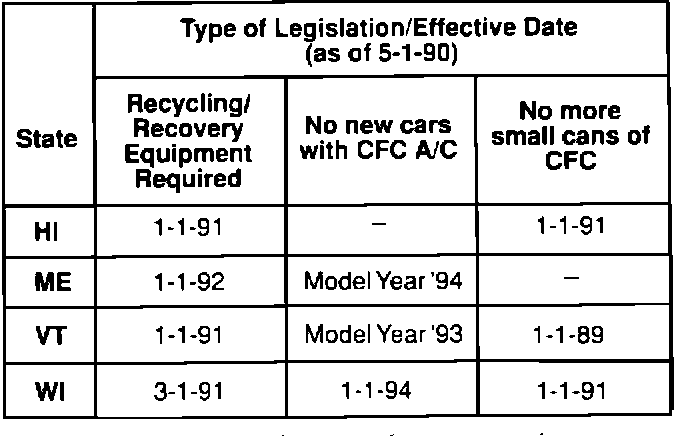 Type of Legislation/Effective Date
(as of 5-1-90)
State
Recycling/
Recovery
Equipment
Required
No new cars
with CFC A/C
No more
small cans of
CFC
HI 1-1-91 – 1-1-91
ME 1-1-92 Model Year '94 –
VT 1-1-91 Model Year '93 1-1-89
WI 3-1-91 1-1-94 1-1-91